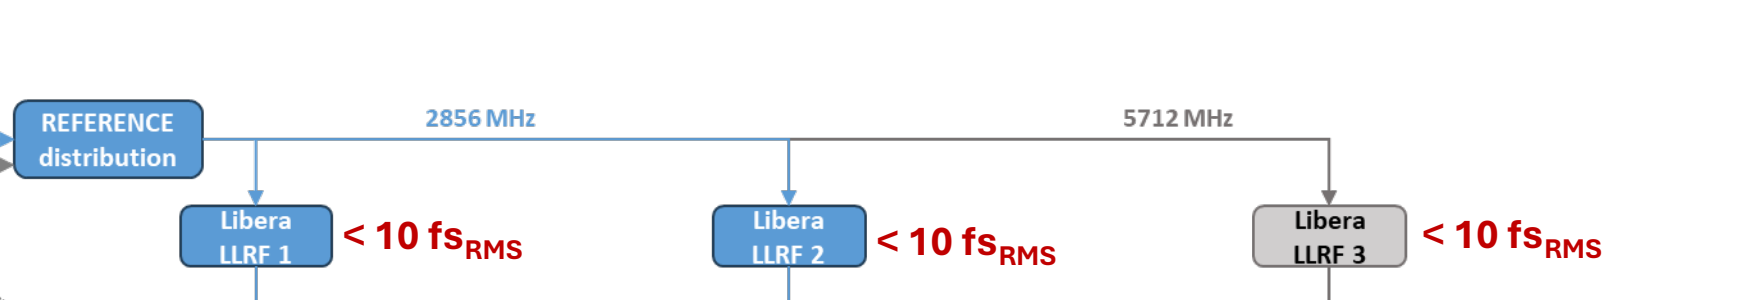 2856 MHz
5712 MHz
REFERENCE
distribution
Libera
LLRF 1
< 10 fsRMS
Libera
LLRF 2
< 10 fsRMS
Libera
LLRF 3
< 10 fsRMS